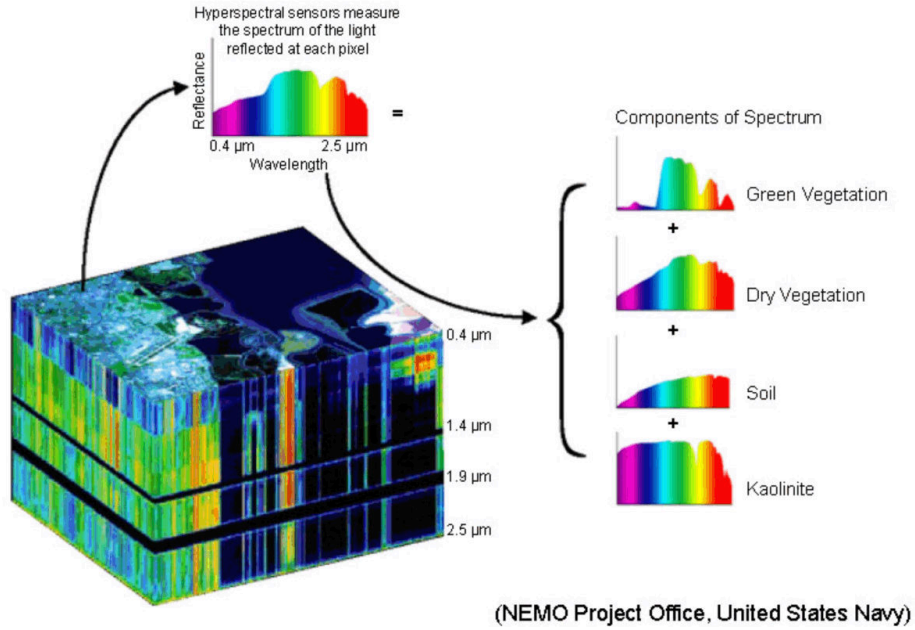 Hyperspectral sensors measure
the spectrum of the light
reflected at each pixel
Reflectance
=
0.4 µm
2.5 µm
Wavelength
Components of Spectrum
Green Vegetation
+
Dry Vegetation
+
Soil
+
Kaolinite
0.4 µm
1.4 µm
1.9 µm
2.5 µm
(NEMO Project Office, United States Navy)